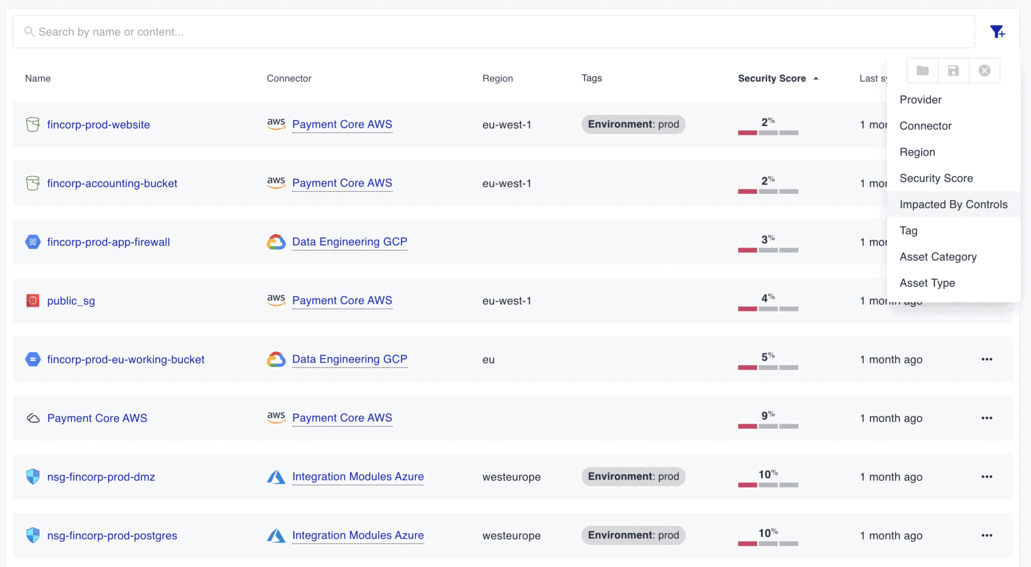 Search by name or content...
Name Connector Region Tags Security Score Last sy
fincorp-prod-website aws Payment Core AWS eu-west-1 Environment: prod 2% 1 mor
fincorp-accounting-bucket aws Payment Core AWS eu-west-1 2% 1 mor
fincorp-prod-app-firewall Data Engineering GCP 3% 1 mor
public_sg aws Payment Core AWS eu-west-1 4% 1 month ago
fincorp-prod-eu-working-bucket Data Engineering GCP eu 5% 1 month ago
Payment Core AWS aws Payment Core AWS 9% 1 month ago
nsg-fincorp-prod-dmz Integration Modules Azure westeurope Environment: prod 10% 1 month ago
nsg-fincorp-prod-postgres Integration Modules Azure westeurope Environment: prod 10% 1 month ago
Provider
Connector
Region
Security Score
Impacted By Controls
Tag
Asset Category
Asset Type